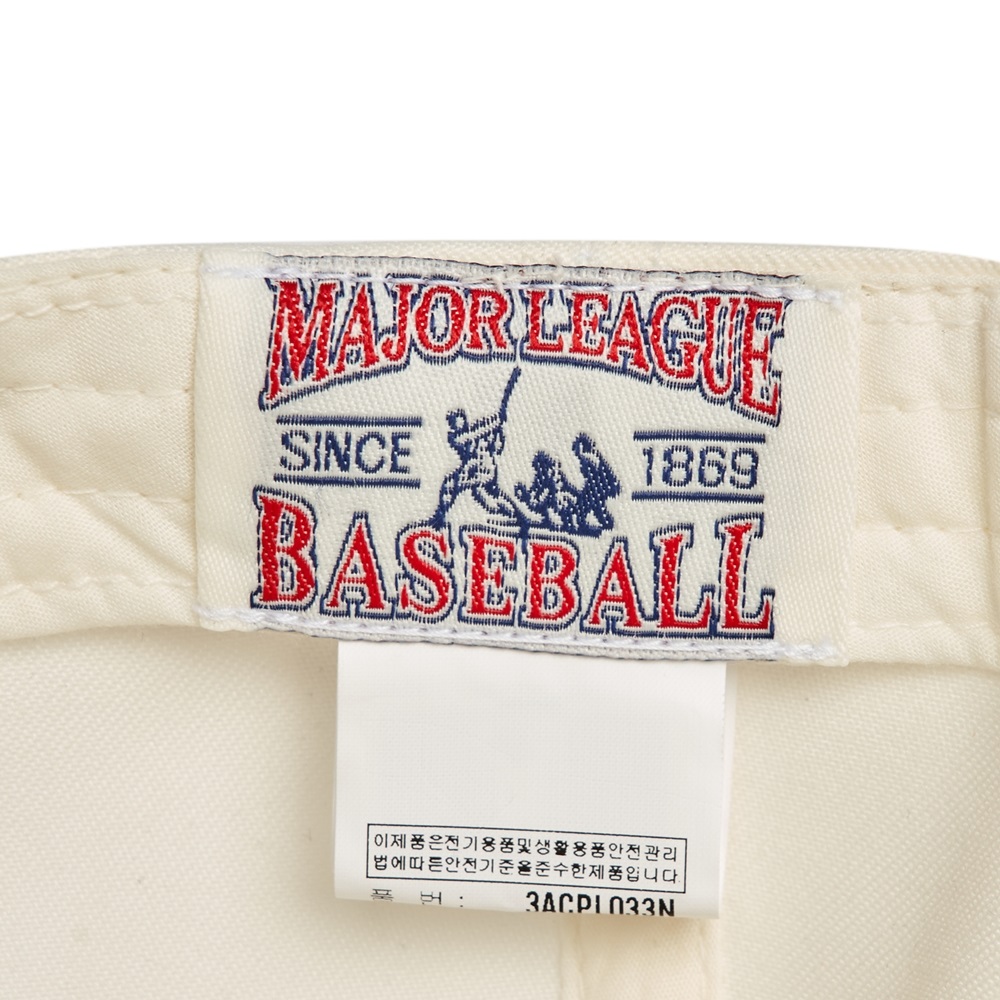 MAJOR LEAGUE
SINCE 1869
BASEBALL
이제품은전기용품및생활용품안전관리
법에따른안전기준을준수한제품입니다.
품 번 : 3ACPL033N